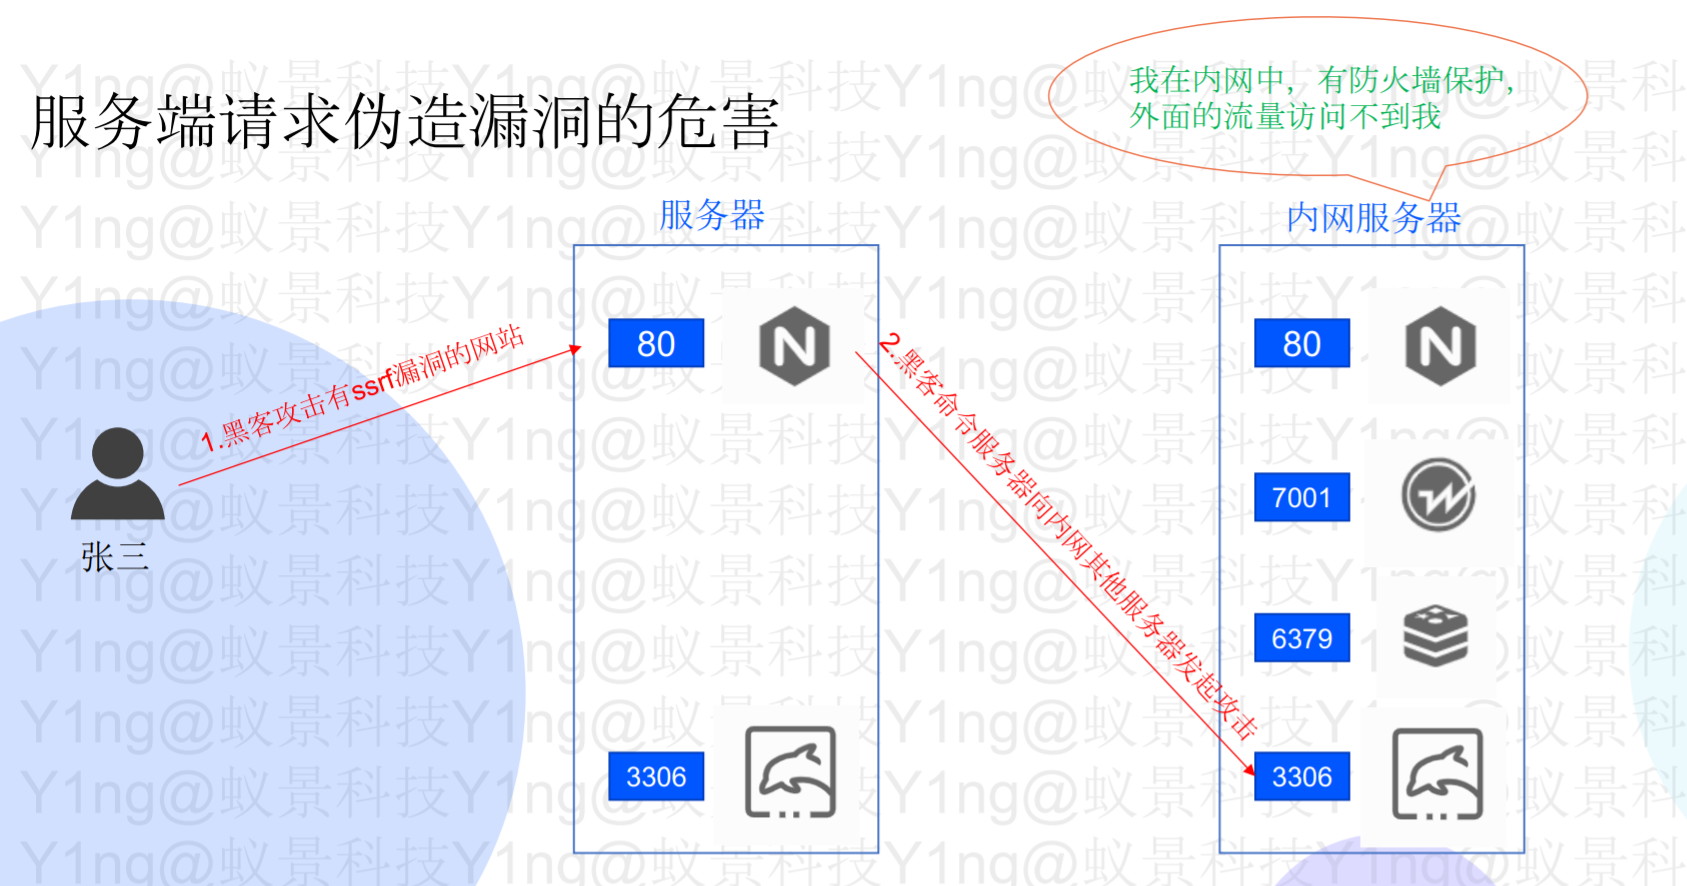 我在内网中，有防火墙保护，
外面的流量访问不到我
服务端请求伪造漏洞的危害
服务器
内网服务器
1.黑客攻击有ssrf漏洞的网站
2.黑客命令服务器向内网其他服务器发起攻击
80
80
7001
6379
3306
3306
张三
Y1ng@蚁景科技